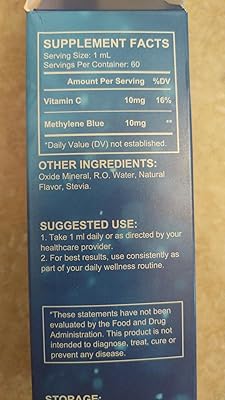 SUPPLEMENT FACTS
Serving Size: 1 mL
Servings Per Container: 60
Amount Per Serving %DV
Vitamin C 10mg 16%
Methylene Blue 10mg **
*Daily Value (DV) not established.
OTHER INGREDIENTS:
Oxide Mineral, R.O. Water, Natural
Flavor, Stevia.
SUGGESTED USE:
1. Take 1 ml daily or as directed by your
healthcare provider.
2. For best results, use consistently as
part of your daily wellness routine.
*These statements have not been
evaluated by the Food and Drug
Administration. This product is not
intended to diagnose, treat, cure or
prevent any disease.
STORAGE: